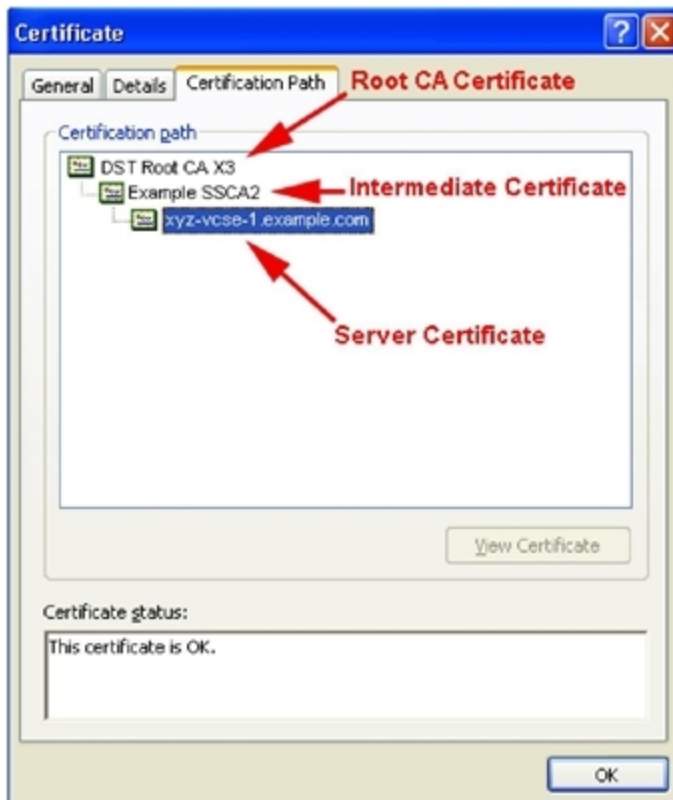 Certificate
General Details Certification Path
Root CA Certificate
Certification path
DST Root CA X3
Example SSCA2
Intermediate Certificate
xyz-vcse-1.example.com
Server Certificate
View Certificate
Certificate status:
This certificate is OK.
OK